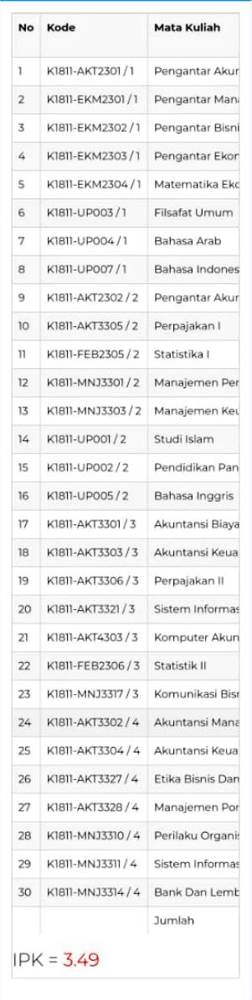 No Kode Mata Kuliah
1 K1811-AKT2301 / 1 Pengantar Akur
2 K1811-EKM2301 / 1 Pengantar Mana
3 K1811-EKM2302 / 1 Pengantar Bisni
4 K1811-EKM2303 / 1 Pengantar Ekon
5 K1811-EKM2304 / 1 Matematika Eko
6 K1811-UP003 / 1 Filsafat Umum
7 K1811-UP004 / 1 Bahasa Arab
8 K1811-UP007 / 1 Bahasa Indones
9 K1811-AKT2302 / 2 Pengantar Akur
10 K1811-AKT3305 / 2 Perpajakan I
11 K1811-FEB2305 / 2 Statistika I
12 K1811-MNJ3301 / 2 Manajemen Per
13 K1811-MNJ3303 / 2 Manajemen Keu
14 K1811-UP001 / 2 Studi Islam
15 K1811-UP002 / 2 Pendidikan Pan
16 K1811-UP005 / 2 Bahasa Inggris
17 K1811-AKT3301 / 3 Akuntansi Biaya
18 K1811-AKT3303 / 3 Akuntansi Keua
19 K1811-AKT3306 / 3 Perpajakan II
20 K1811-AKT3321 / 3 Sistem Informas
21 K1811-AKT4303 / 3 Komputer Akun
22 K1811-FEB2306 / 3 Statistik II
23 K1811-MNJ3317 / 3 Komunikasi Bisr
24 K1811-AKT3302 / 4 Akuntansi Mana
25 K1811-AKT3304 / 4 Akuntansi Keua
26 K1811-AKT3327 / 4 Etika Bisnis Dan
27 K1811-AKT3328 / 4 Manajemen Por
28 K1811-MNJ3310 / 4 Perilaku Organis
29 K1811-MNJ3311 / 4 Sistem Informas
30 K1811-MNJ3314 / 4 Bank Dan Lemb
Jumlah
IPK = 3.49